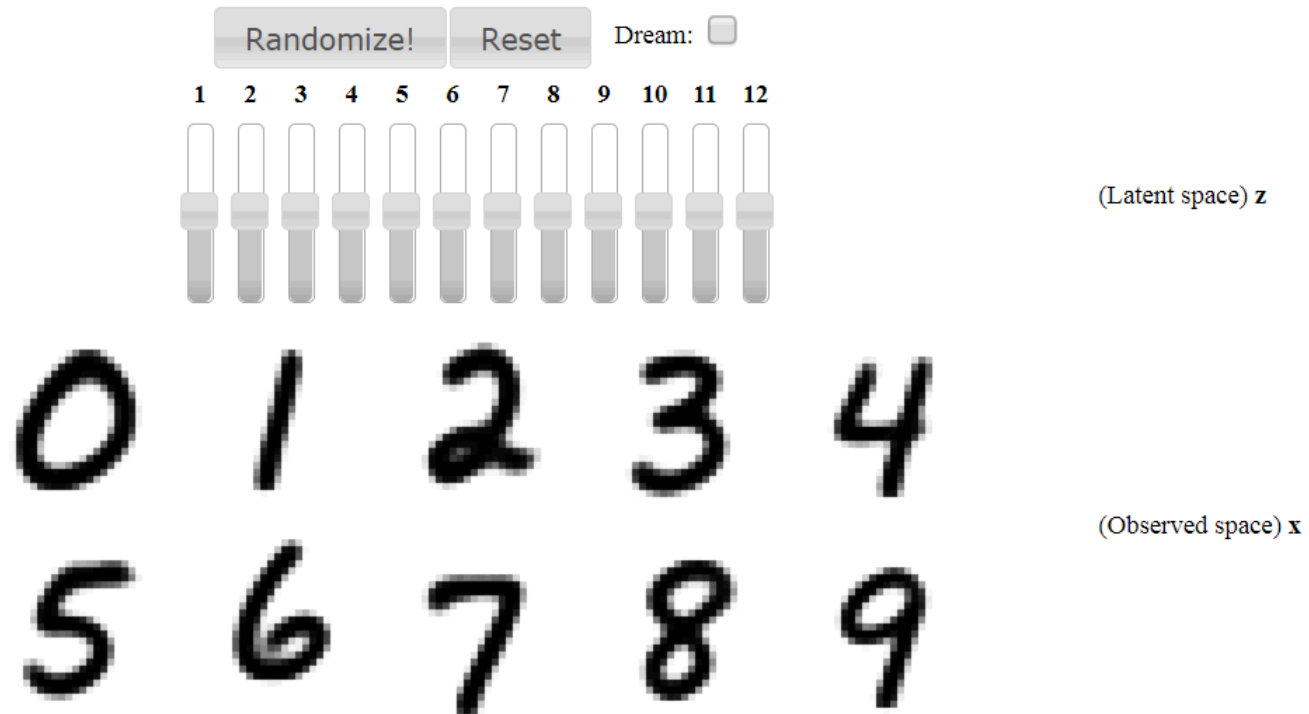 Randomize! Reset Dream:
1 2 3 4 5 6 7 8 9 10 11 12
(Latent space) z
0 1 2 3 4
(Observed space) x
5 6 7 8 9